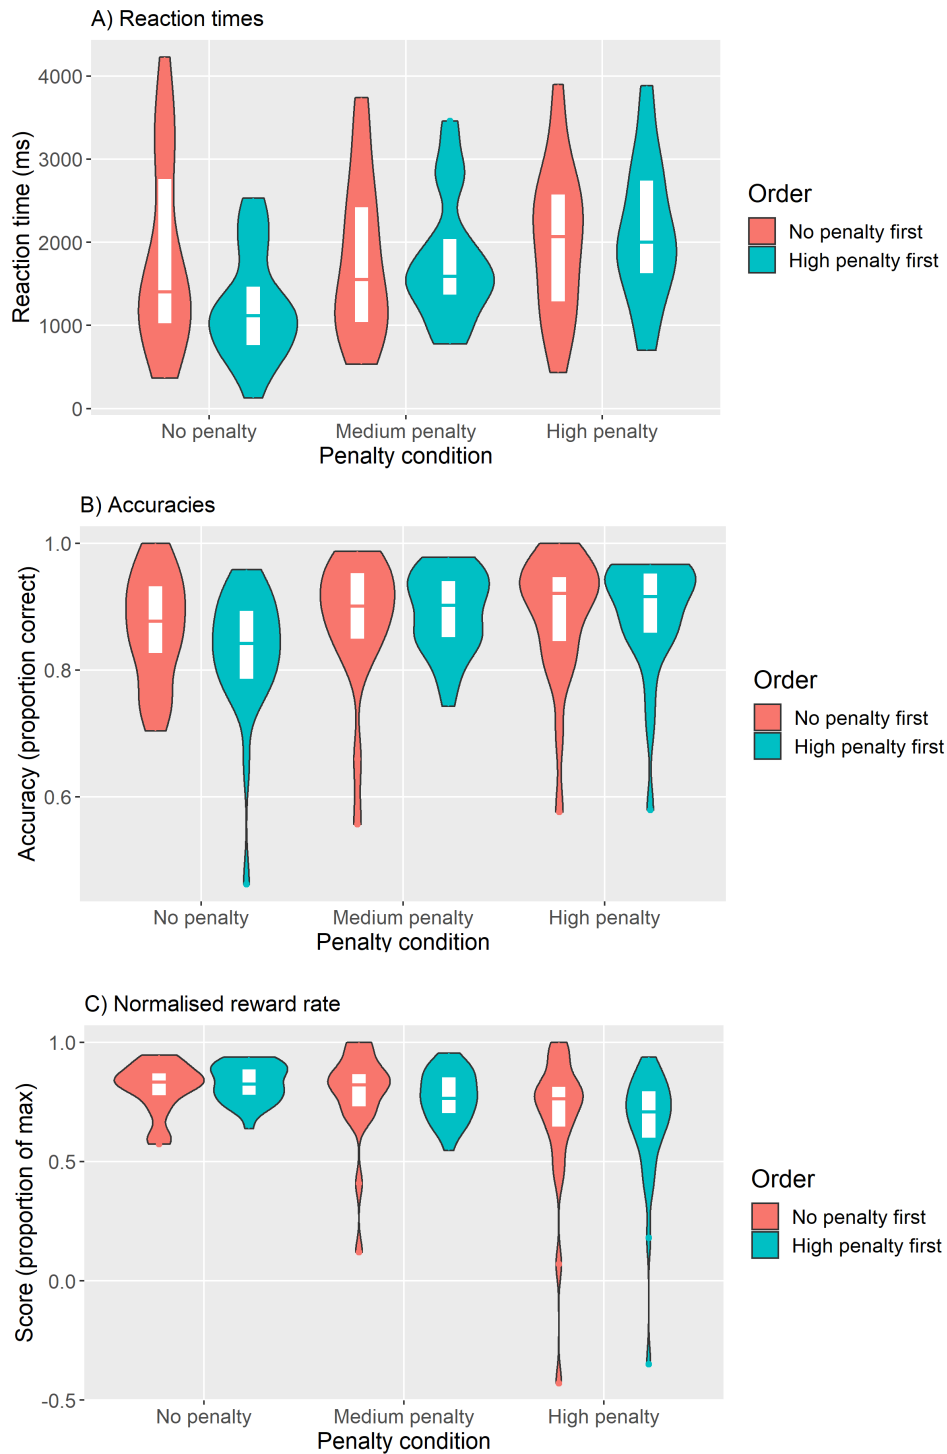 A) Reaction times
Reaction time (ms)
4000
3000
2000
1000
0
No penalty
Medium penalty
High penalty
Penalty condition
Order
No penalty first
High penalty first
B) Accuracies
Accuracy (proportion correct)
1.0
0.8
0.6
No penalty
Medium penalty
High penalty
Penalty condition
Order
No penalty first
High penalty first
C) Normalised reward rate
Score (proportion of max)
1.0
0.5
0.0
-0.5
No penalty
Medium penalty
High penalty
Penalty condition
Order
No penalty first
High penalty first